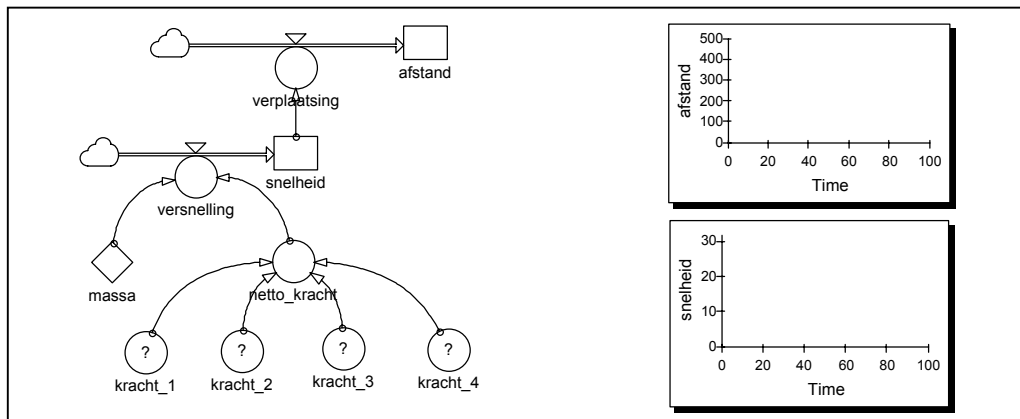 afstand
verplaatsing
snelheid
versnelling
massa
netto_kracht
?
?
?
?
kracht_1
kracht_2
kracht_3
kracht_4
afstand
500
400
300
200
100
0
0
20
40
60
80
100
Time
snelheid
30
20
10
0
0
20
40
60
80
100
Time